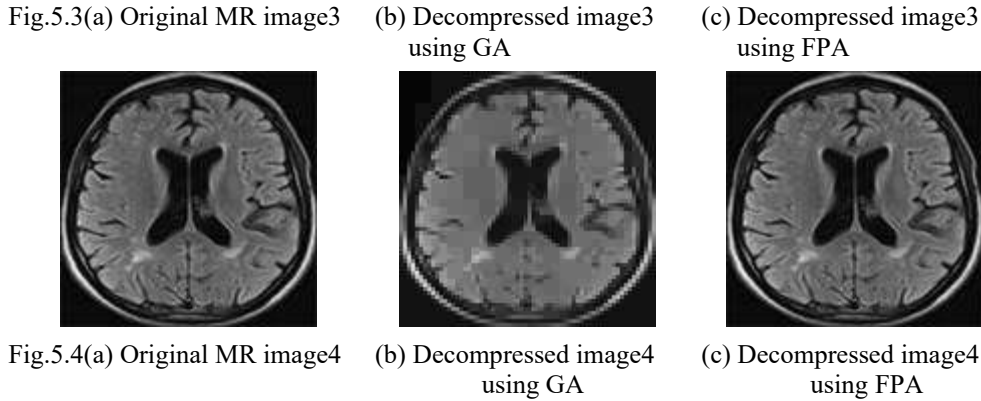 Fig.5.3(a) Original MR image3 (b) Decompressed image3 (c) Decompressed image3
using GA using FPA
Fig.5.4(a) Original MR image4 (b) Decompressed image4 (c) Decompressed image4
using GA using FPA